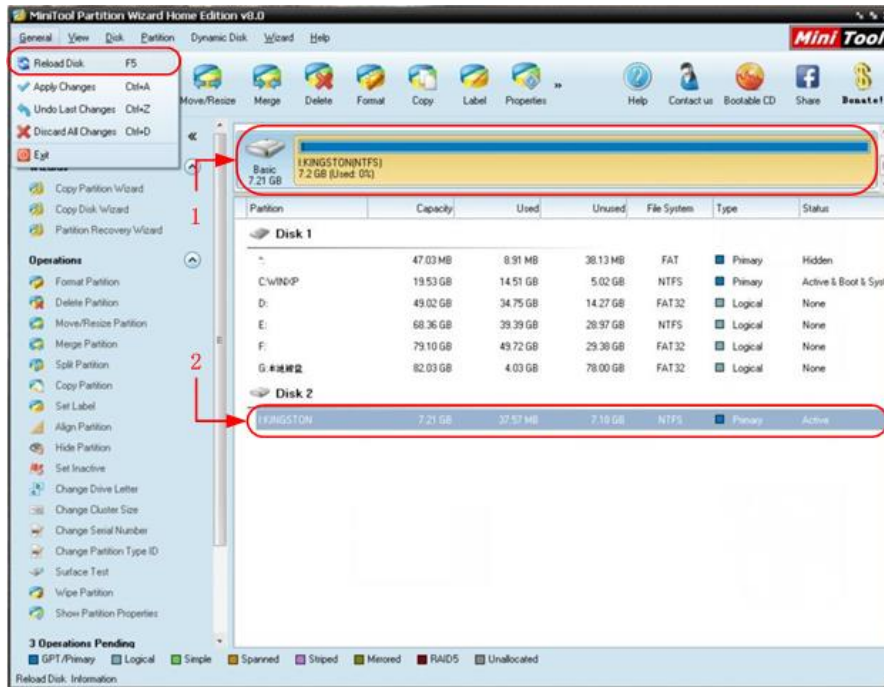 MiniTool Partition Wizard Home Edition v8.0
General View Disk Partition Dynamic Disk Wizard Help
Mini Tool
Reload Disk F5
Apply Changes Ctrl+A
Undo Last Changes Ctrl+Z
Discard All Changes Ctrl+D
Exit
Move/Resize Merge Delete Format Copy Label Properties » Help Contact us Bootable CD Share Donate!
«
Basic
7.21 GB
I:KINGSTON(NTFS)
7.2 GB (Used: 0%)
1
Copy Partition Wizard
Copy Disk Wizard
Partition Recovery Wizard
Operations
Format Partition
Delete Partition
Move/Resize Partition
Merge Partition
Split Partition
Copy Partition
Set Label
Align Partition
Hide Partition
Set Inactive
Change Drive Letter
Change Cluster Size
Change Serial Number
Change Partition Type ID
Surface Test
Wipe Partition
Show Partition Properties
3 Operations Pending
2
Partition Capacity Used Unused File System Type Status
Disk 1
*: 47.03 MB 8.91 MB 38.13 MB FAT Primary Hidden
C:WINXP 19.53 GB 14.51 GB 5.02 GB NTFS Primary Active & Boot & Sys
D: 49.02 GB 34.75 GB 14.27 GB FAT32 Logical None
E: 68.36 GB 39.39 GB 28.97 GB NTFS Logical None
F: 79.10 GB 49.72 GB 29.38 GB FAT32 Logical None
G:本地磁盘 82.03 GB 4.03 GB 78.00 GB FAT32 Logical None
Disk 2
I:KINGSTON 7.21 GB 37.57 MB 7.18 GB NTFS Primary Active
GPT/Primary Logical Simple Spanned Striped Mirrored RAID5 Unallocated
Reload Disk Information